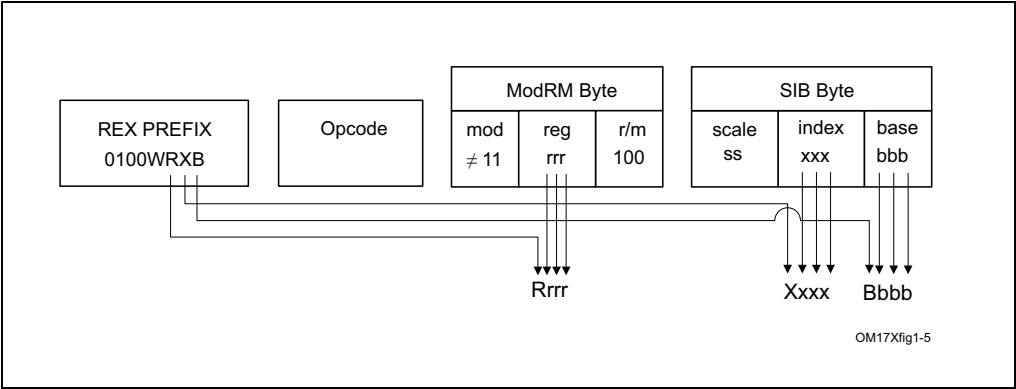 ModRM Byte
SIB Byte
REX PREFIX
0100WRXB
Opcode
mod
≠ 11
reg
rrr
r/m
100
scale
ss
index
xxx
base
bbb
Rrrr
Xxxx
Bbbb
OM17Xfig1-5